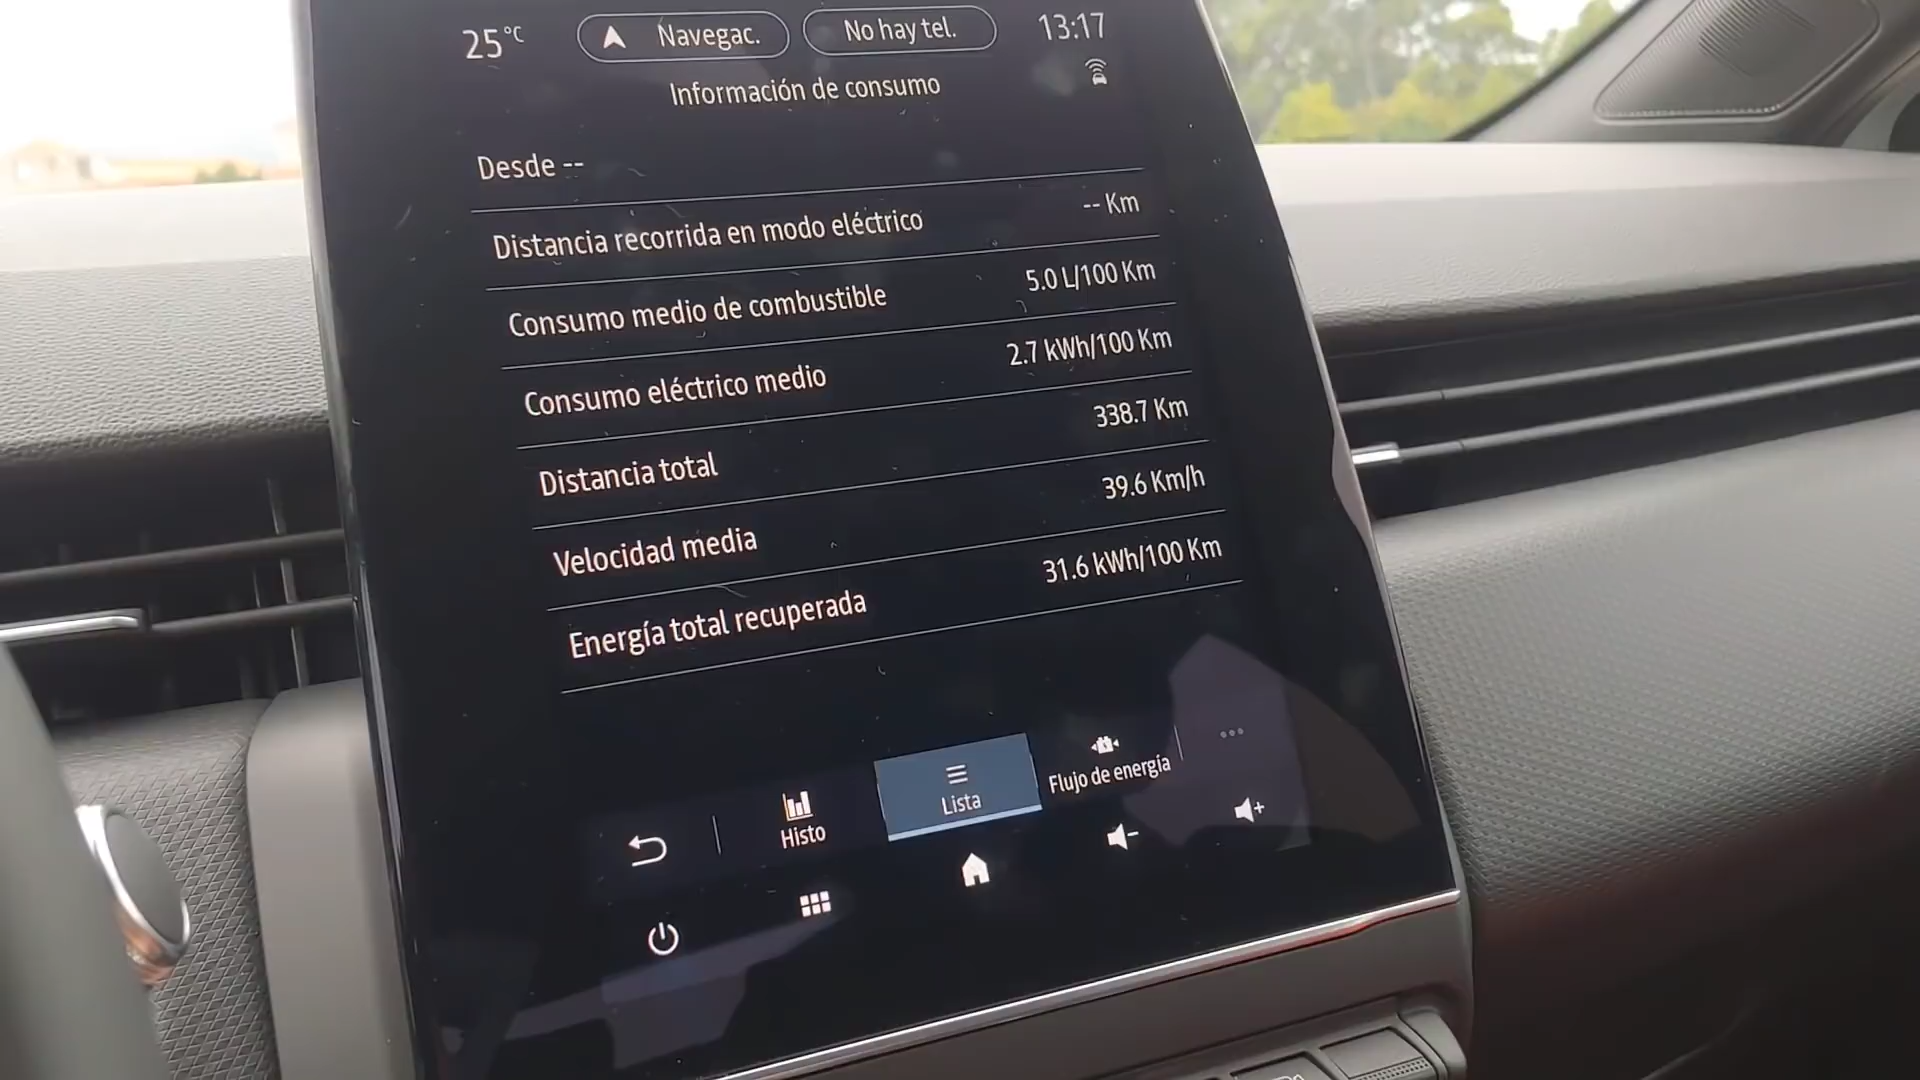 25°C
Navegac.
No hay tel.
13:17
Información de consumo
Desde --
Distancia recorrida en modo eléctrico -- Km
Consumo medio de combustible 5.0 L/100 Km
Consumo eléctrico medio 2.7 kWh/100 Km
Distancia total 338.7 Km
Velocidad media 39.6 Km/h
Energía total recuperada 31.6 kWh/100 Km
Histo
Lista
Flujo de energía